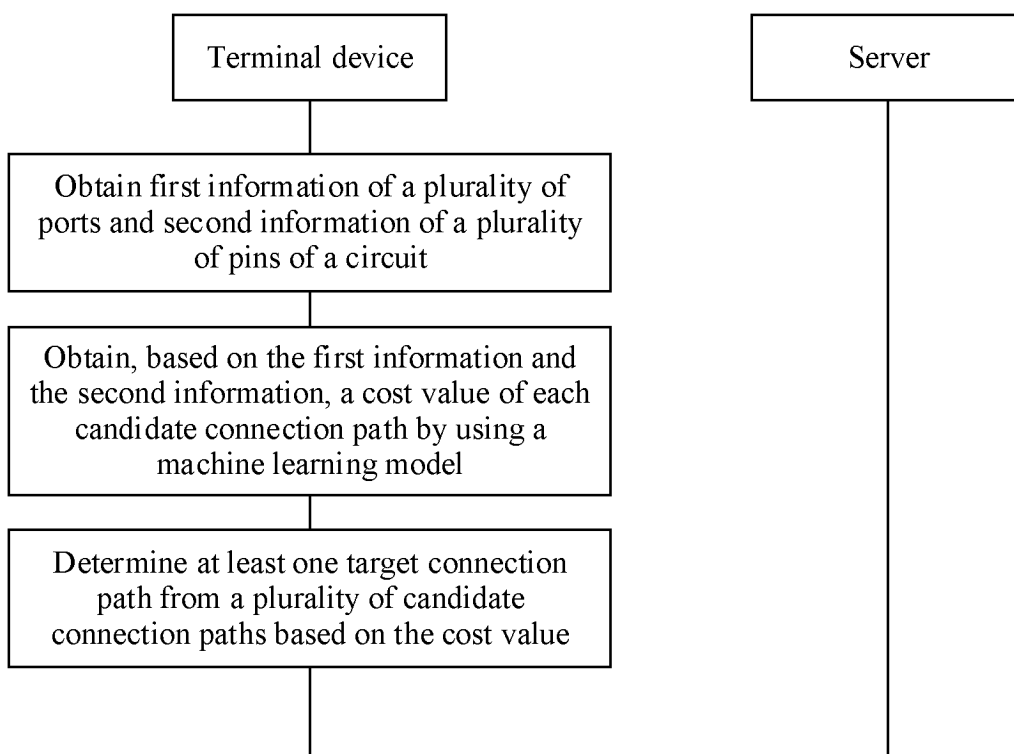 Terminal device
Server
Obtain first information of a plurality of
ports and second information of a plurality
of pins of a circuit
Obtain, based on the first information and
the second information, a cost value of each
candidate connection path by using a
machine learning model
Determine at least one target connection
path from a plurality of candidate
connection paths based on the cost value